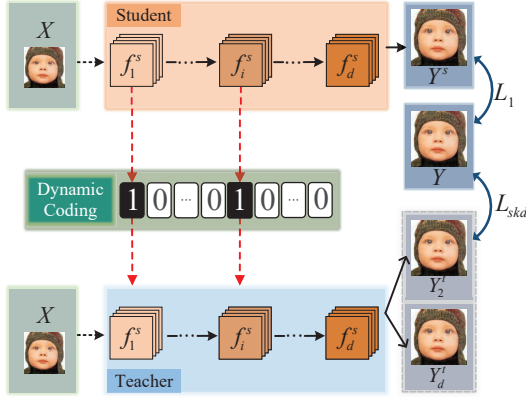 X
Student
f_1^s
f_i^s
f_d^s
Y^s
L_1
Dynamic Coding
1 0 ... 0 1 0 ... 0
Y
L_skd
X
f_1^s
f_i^s
f_d^s
Teacher
Y_2^t
Y_d^t